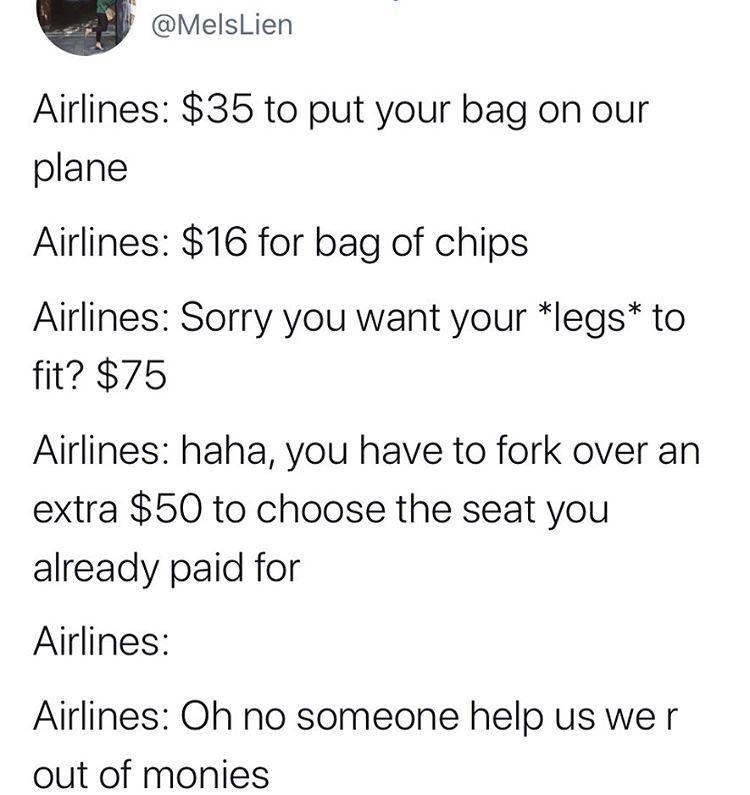 @MelsLien
Airlines: $35 to put your bag on our
plane
Airlines: $16 for bag of chips
Airlines: Sorry you want your *legs* to
fit? $75
Airlines: haha, you have to fork over an
extra $50 to choose the seat you
already paid for
Airlines:
Airlines: Oh no someone help us we r
out of monies